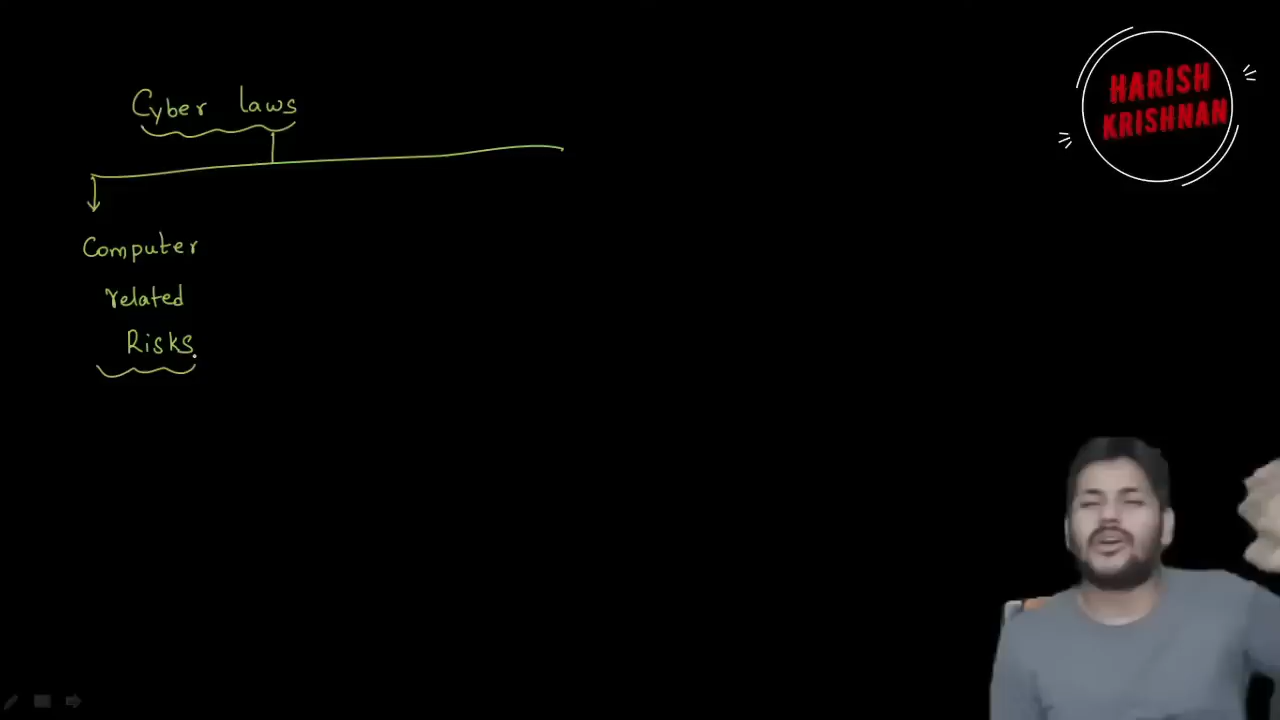 Cyber laws
Computer
related
Risks
HARISH
KRISHNAN